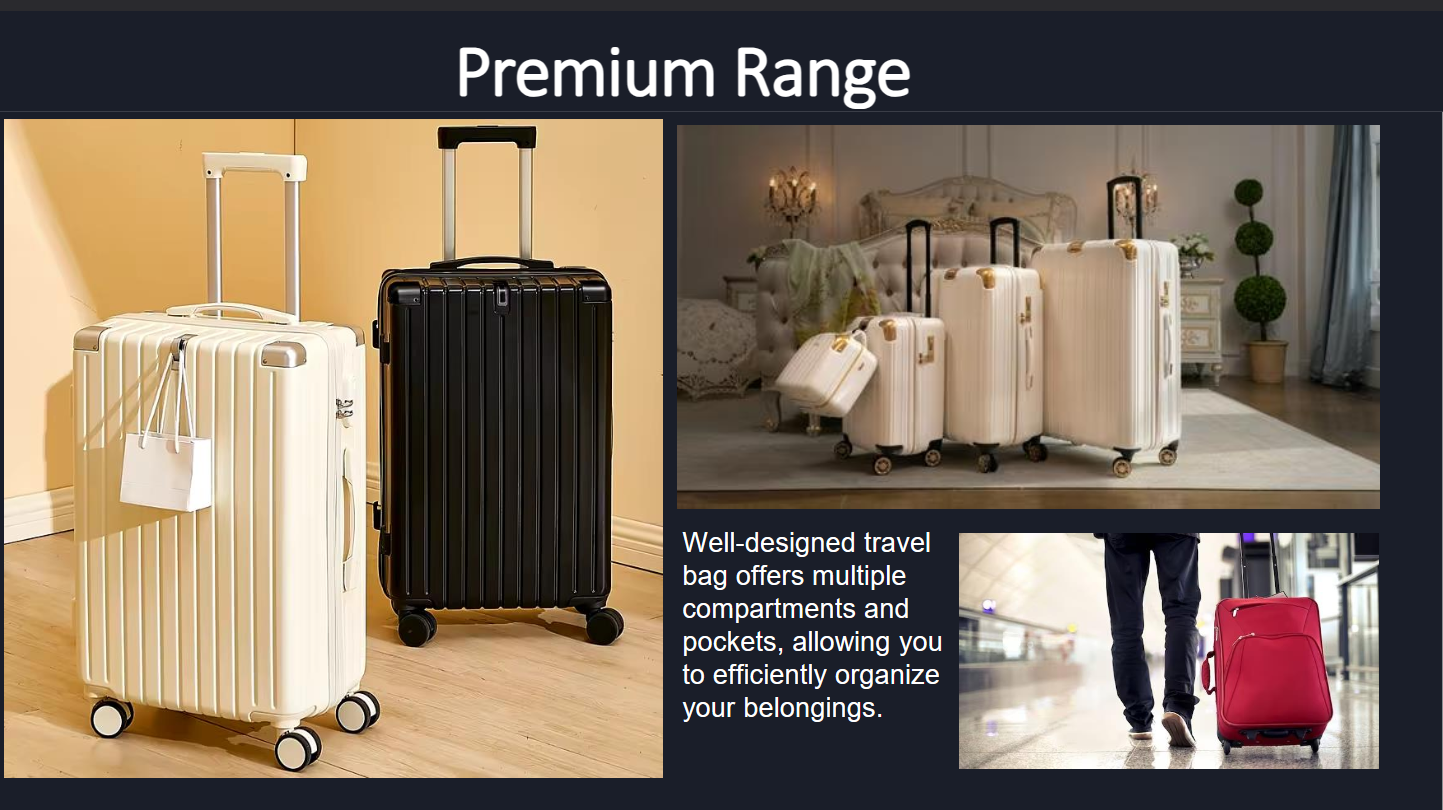 Premium Range
Well-designed travel
bag offers multiple
compartments and
pockets, allowing you
to efficiently organize
your belongings.